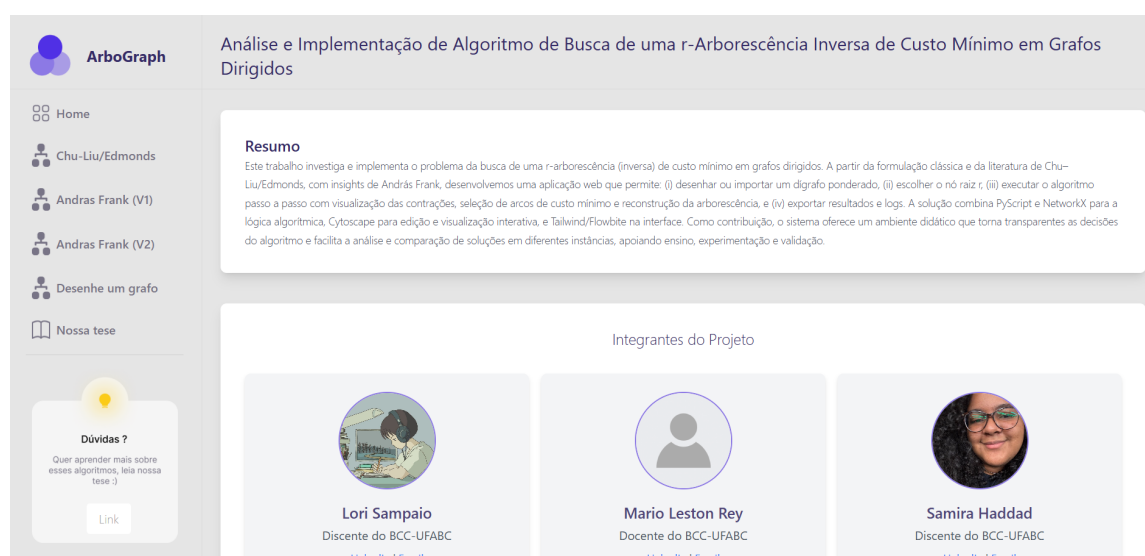 ArboGraph
Home
Chu-Liu/Edmonds
Andras Frank (V1)
Andras Frank (V2)
Desenhe um grafo
Nossa tese
Dúvidas ?
Quer aprender mais sobre
esses algoritmos, leia nossa
tese :)
Link
Análise e Implementação de Algoritmo de Busca de uma r-Arborescência Inversa de Custo Mínimo em Grafos
Dirigidos
Resumo
Este trabalho investiga e implementa o problema da busca de uma r-arborescência (inversa) de custo mínimo em grafos dirigidos. A partir da formulação clássica e da literatura de Chu–
Liu/Edmonds, com insights de András Frank, desenvolvemos uma aplicação web que permite: (i) desenhar ou importar um dígrafo ponderado, (ii) escolher o nó raiz r, (iii) executar o algoritmo
passo a passo com visualização das contrações, seleção de arcos de custo mínimo e reconstrução da arborescência, e (iv) exportar resultados e logs. A solução combina PyScript e NetworkX para a
lógica algorítmica, Cytoscape para edição e visualização interativa, e Tailwind/Flowbite na interface. Como contribuição, o sistema oferece um ambiente didático que torna transparentes as decisões
do algoritmo e facilita a análise e comparação de soluções em diferentes instâncias, apoiando ensino, experimentação e validação.
Integrantes do Projeto
Lori Sampaio
Discente do BCC-UFABC
Mario Leston Rey
Docente do BCC-UFABC
Samira Haddad
Discente do BCC-UFABC